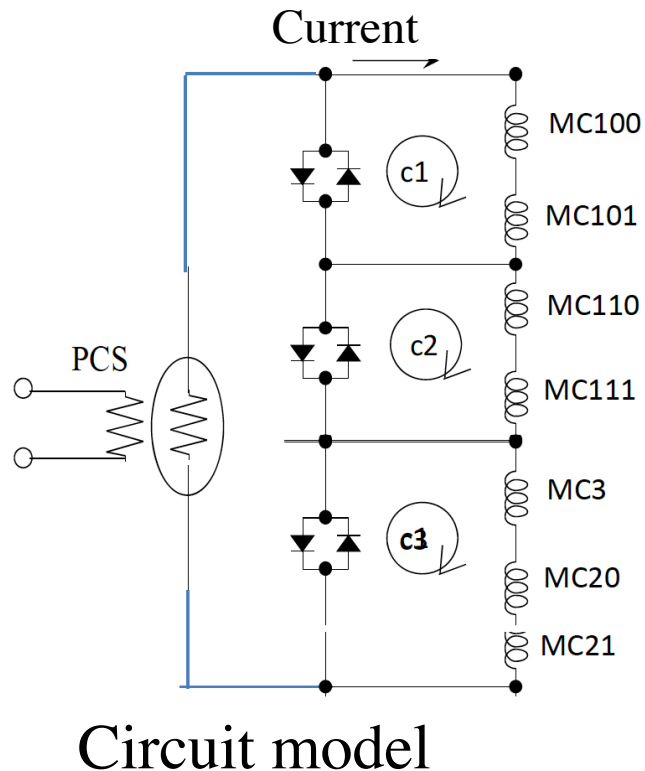 Current
MC100
c1
MC101
MC110
c2
PCS
MC111
MC3
c3
MC20
MC21
Circuit model